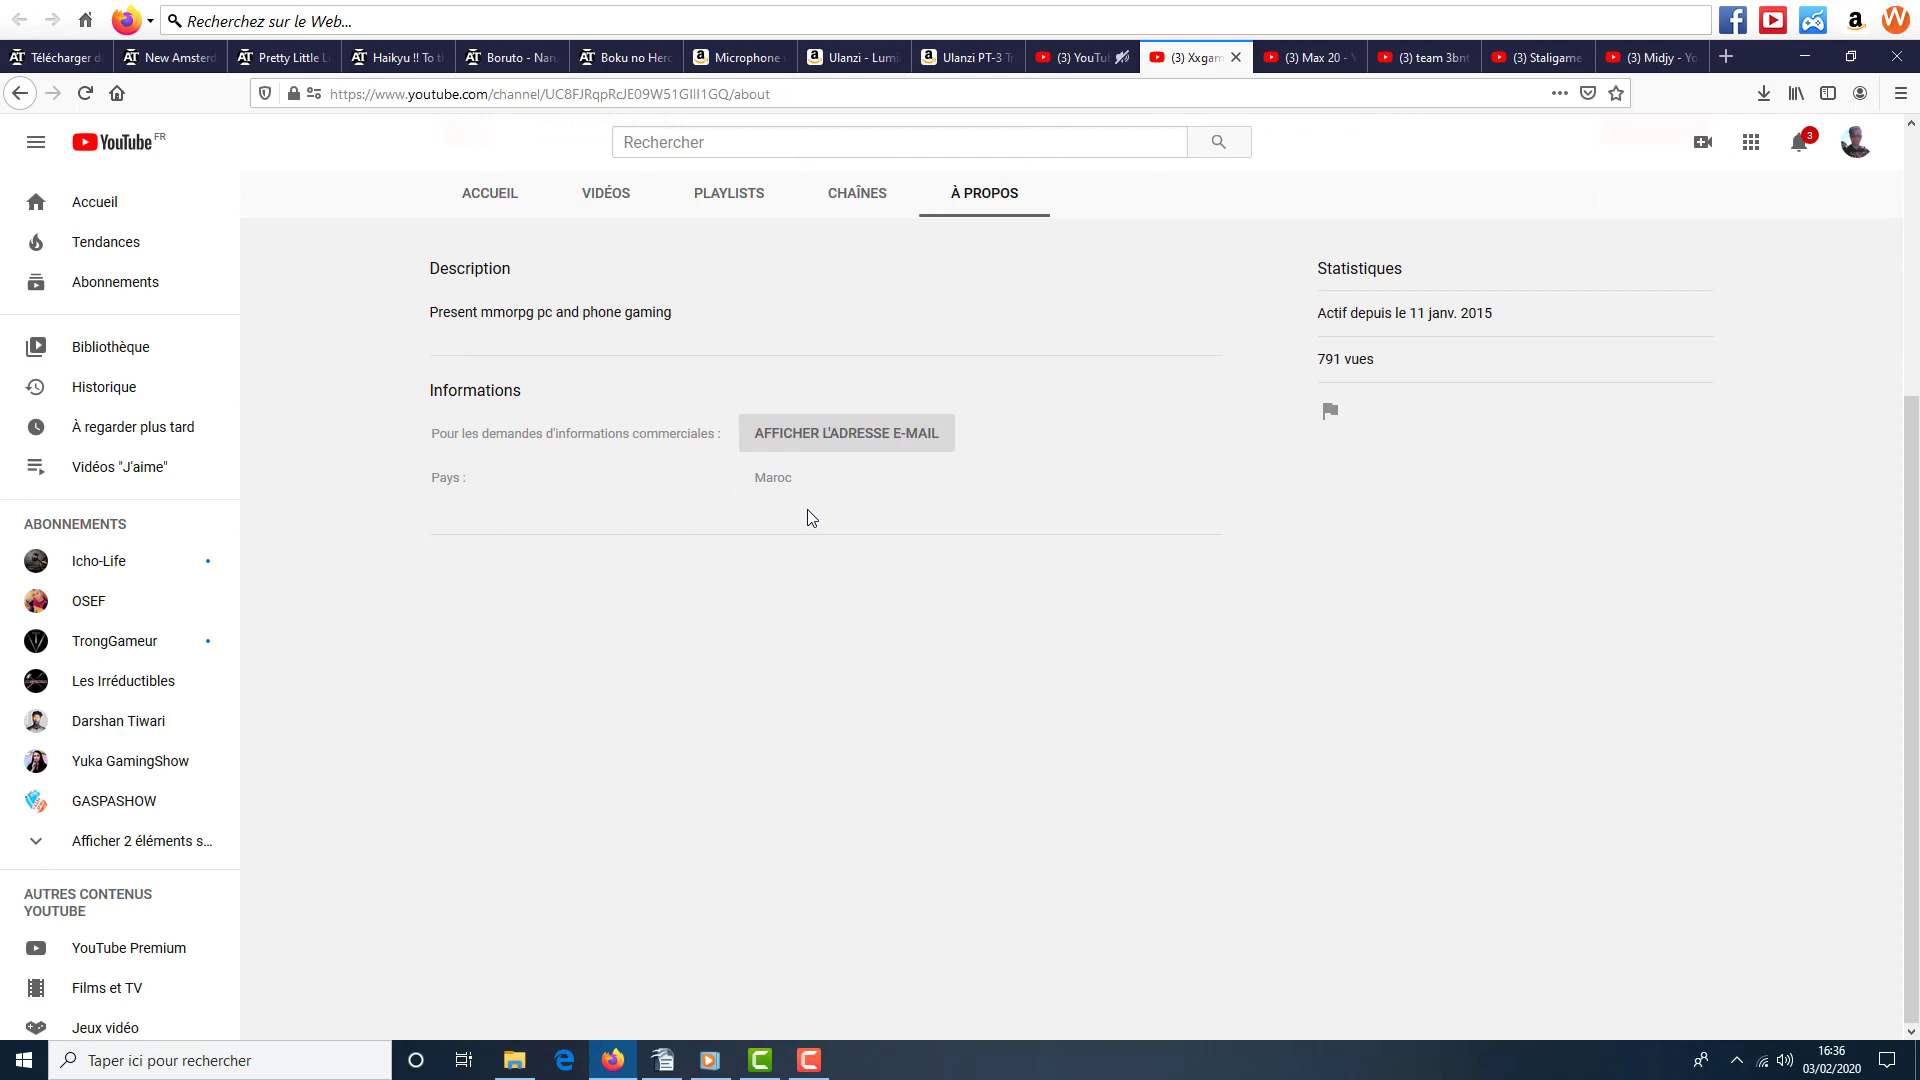 Recherchez sur le Web...
Télécharger d
New Amsterd
Pretty Little L
Haikyu !! To t
Boruto - Naru
Boku no Hero
Microphone
Ulanzi - Lumi
Ulanzi PT-3 T
(3) YouTu
(3) Xxgam
(3) Max 20 - Y
(3) team 3bnt
(3) Staligame
(3) Midjy - Yo
https://www.youtube.com/channel/UC8FJRqpRcJE09W51GIII1GQ/about
YouTube FR
Rechercher
3
ACCUEIL
VIDÉOS
PLAYLISTS
CHAÎNES
À PROPOS
Accueil
Tendances
Abonnements
Bibliothèque
Historique
À regarder plus tard
Vidéos "J'aime"
ABONNEMENTS
Icho-Life
OSEF
TrongGameur
Les Irréductibles
Darshan Tiwari
Yuka GamingShow
GASPASHOW
Afficher 2 éléments s...
AUTRES CONTENUS
YOUTUBE
YouTube Premium
Films et TV
Jeux vidéo
Description
Present mmorpg pc and phone gaming
Informations
Pour les demandes d'informations commerciales :
AFFICHER L'ADRESSE E-MAIL
Pays :
Maroc
Statistiques
Actif depuis le 11 janv. 2015
791 vues
Taper ici pour rechercher
16:36
03/02/2020